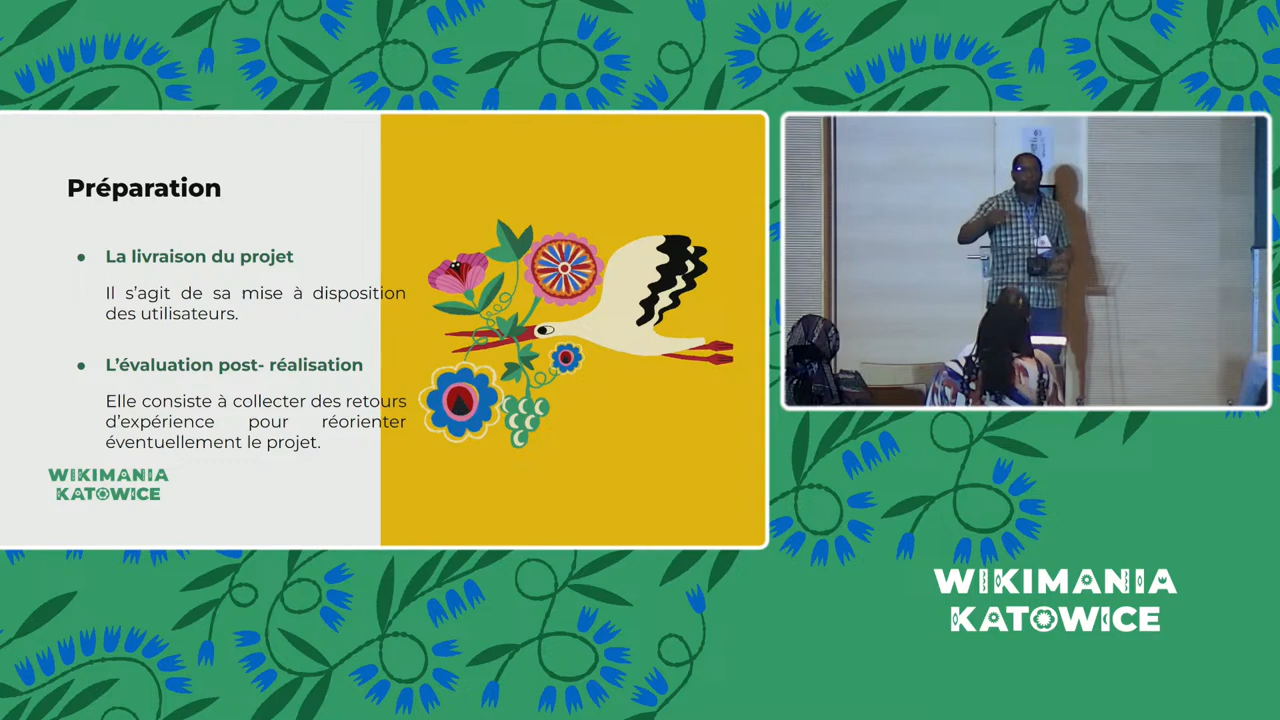 Préparation
● La livraison du projet
Il s’agit de sa mise à disposition
des utilisateurs.
● L’évaluation post- réalisation
Elle consiste à collecter des retours
d’expérience pour réorienter
éventuellement le projet.
WIKIMANIA
KATOWICE
WIKIMANIA
KATOWICE